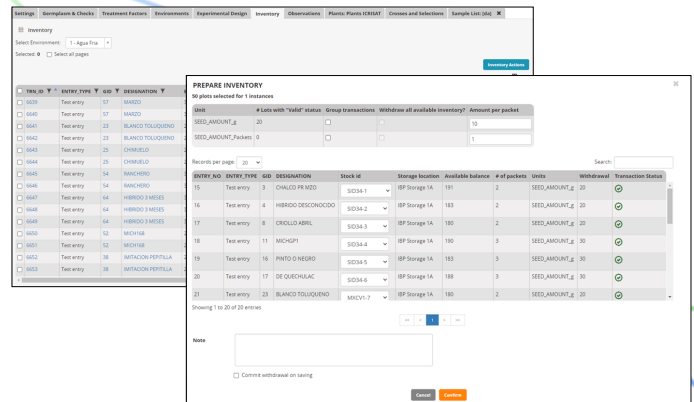 Settings Germplasm & Checks Treatment Factors Environments Experimental Design Inventory Observations Plants: Plants ICRISAT Crosses and Selections Sample List: [da] ✕
Inventory
Select Environment: 1 - Agua Fria
Selected: 0 Select all pages
Inventory Actions
TRN_ID ENTRY_TYPE GID DESIGNATION
6639 Test entry 57 MARZO
6640 Test entry 57 MARZO
6641 Test entry 23 BLANCO TOLUQUENO
6642 Test entry 23 BLANCO TOLUQUENO
6643 Test entry 25 CHIMUELO
6644 Test entry 25 CHIMUELO
6645 Test entry 54 RANCHERO
6646 Test entry 54 RANCHERO
6647 Test entry 64 HIBRIDO 3 MESES
6648 Test entry 64 HIBRIDO 3 MESES
6649 Test entry 64 HIBRIDO 3 MESES
6650 Test entry 52 MICH168
6651 Test entry 52 MICH168
6652 Test entry 38 IMITACION PEPITILLA
6653 Test entry 38 IMITACION PEPITILLA
PREPARE INVENTORY
50 plots selected for 1 instances
Unit # Lots with "Valid" status Group transactions Withdraw all available inventory? Amount per packet
SEED_AMOUNT_g 20 10
SEED_AMOUNT_Packets 0 1
Records per page: 20 Search:
ENTRY_NO ENTRY_TYPE GID DESIGNATION Stock id Storage location Available balance # of packets Units Withdrawal Transaction Status
15 Test entry 3 CHALCO PR MZO SID34-1 IBP Storage 1A 191 2 SEED_AMOUNT_g 20
16 Test entry 4 HIBRIDO DESCONOCIDO SID34-2 IBP Storage 1A 183 2 SEED_AMOUNT_g 20
17 Test entry 8 CRIOLLO ABRIL SID34-3 IBP Storage 1A 180 2 SEED_AMOUNT_g 20
18 Test entry 11 MICHGP1 SID34-4 IBP Storage 1A 190 3 SEED_AMOUNT_g 30
19 Test entry 16 PINTO O NEGRO SID34-5 IBP Storage 1A 183 3 SEED_AMOUNT_g 30
20 Test entry 17 DE QUECHULAC SID34-6 IBP Storage 1A 188 3 SEED_AMOUNT_g 30
21 Test entry 23 BLANCO TOLUQUENO MXCV1-7 IBP Storage 1A 180 2 SEED_AMOUNT_g 20
Showing 1 to 20 of 20 entries
1
Note
Commit withdrawal on saving
Cancel Confirm